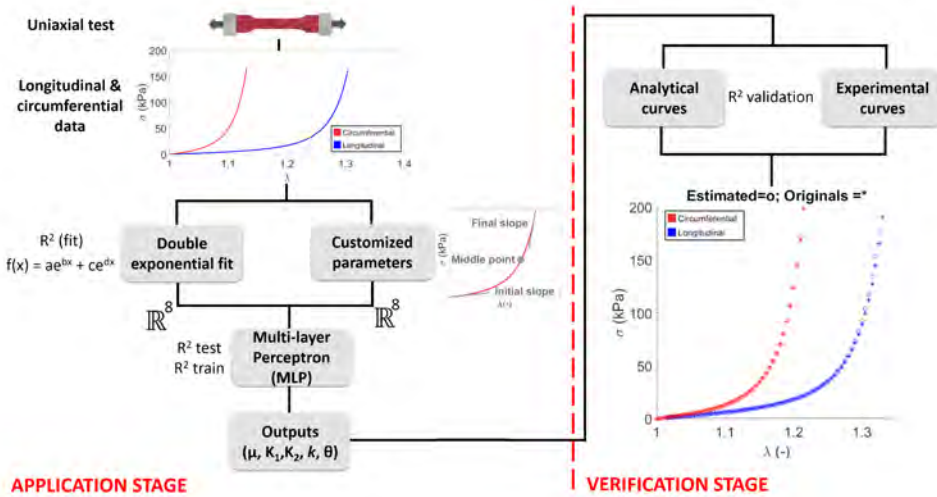 Uniaxial test
Longitudinal &
circumferential
data
σ (kPa)
200
150
100
50
0
Circumferential
Longitudinal
1
1.1
1.2
1.3
1.4
λ
R² (fit)
f(x) = ae^bx + ce^dx
Double
exponential fit
Customized
parameters
Final slope
Middle point
Initial slope
σ (kPa)
λ(-)
ℝ⁸
ℝ⁸
R² test
R² train
Multi-layer
Perceptron
(MLP)
Outputs
(μ, K₁,K₂, k, θ)
APPLICATION STAGE
Analytical
curves
R² validation
Experimental
curves
Estimated=o; Originals =*
Circumferential
Longitudinal
σ (kPa)
200
150
100
50
0
1
1.1
1.2
1.3
λ (-)
VERIFICATION STAGE